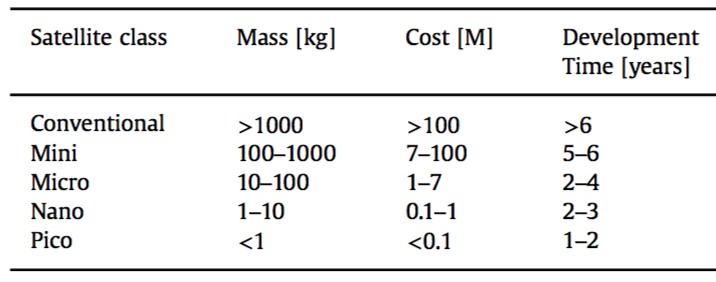 Satellite class Mass [kg] Cost [M] Development
Time [years]
Conventional >1000 >100 >6
Mini 100–1000 7–100 5–6
Micro 10–100 1–7 2–4
Nano 1–10 0.1–1 2–3
Pico <1 <0.1 1–2